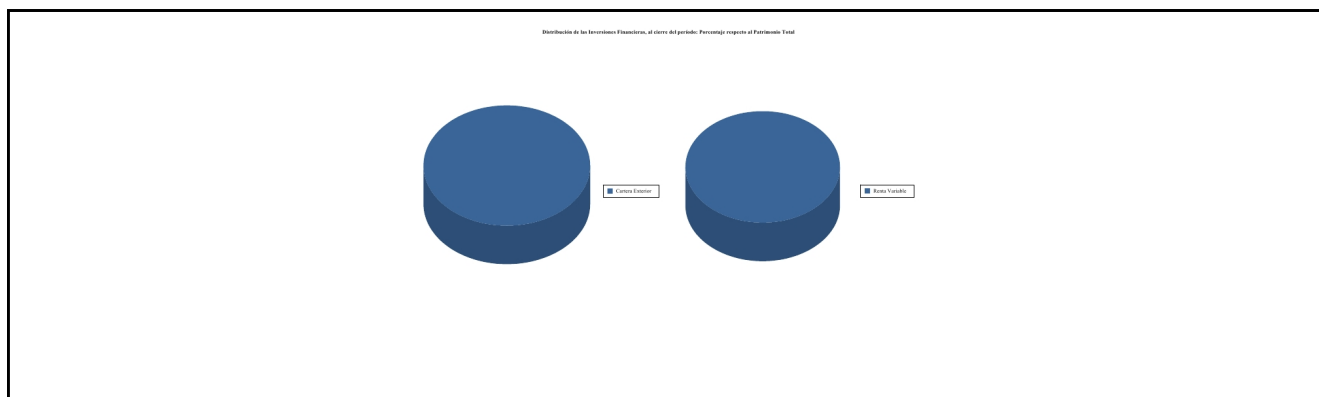 Distribución de las Inversiones Financieras, al cierre del período: Porcentaje respecto al Patrimonio Total
Cartera Exterior
Renta Variable